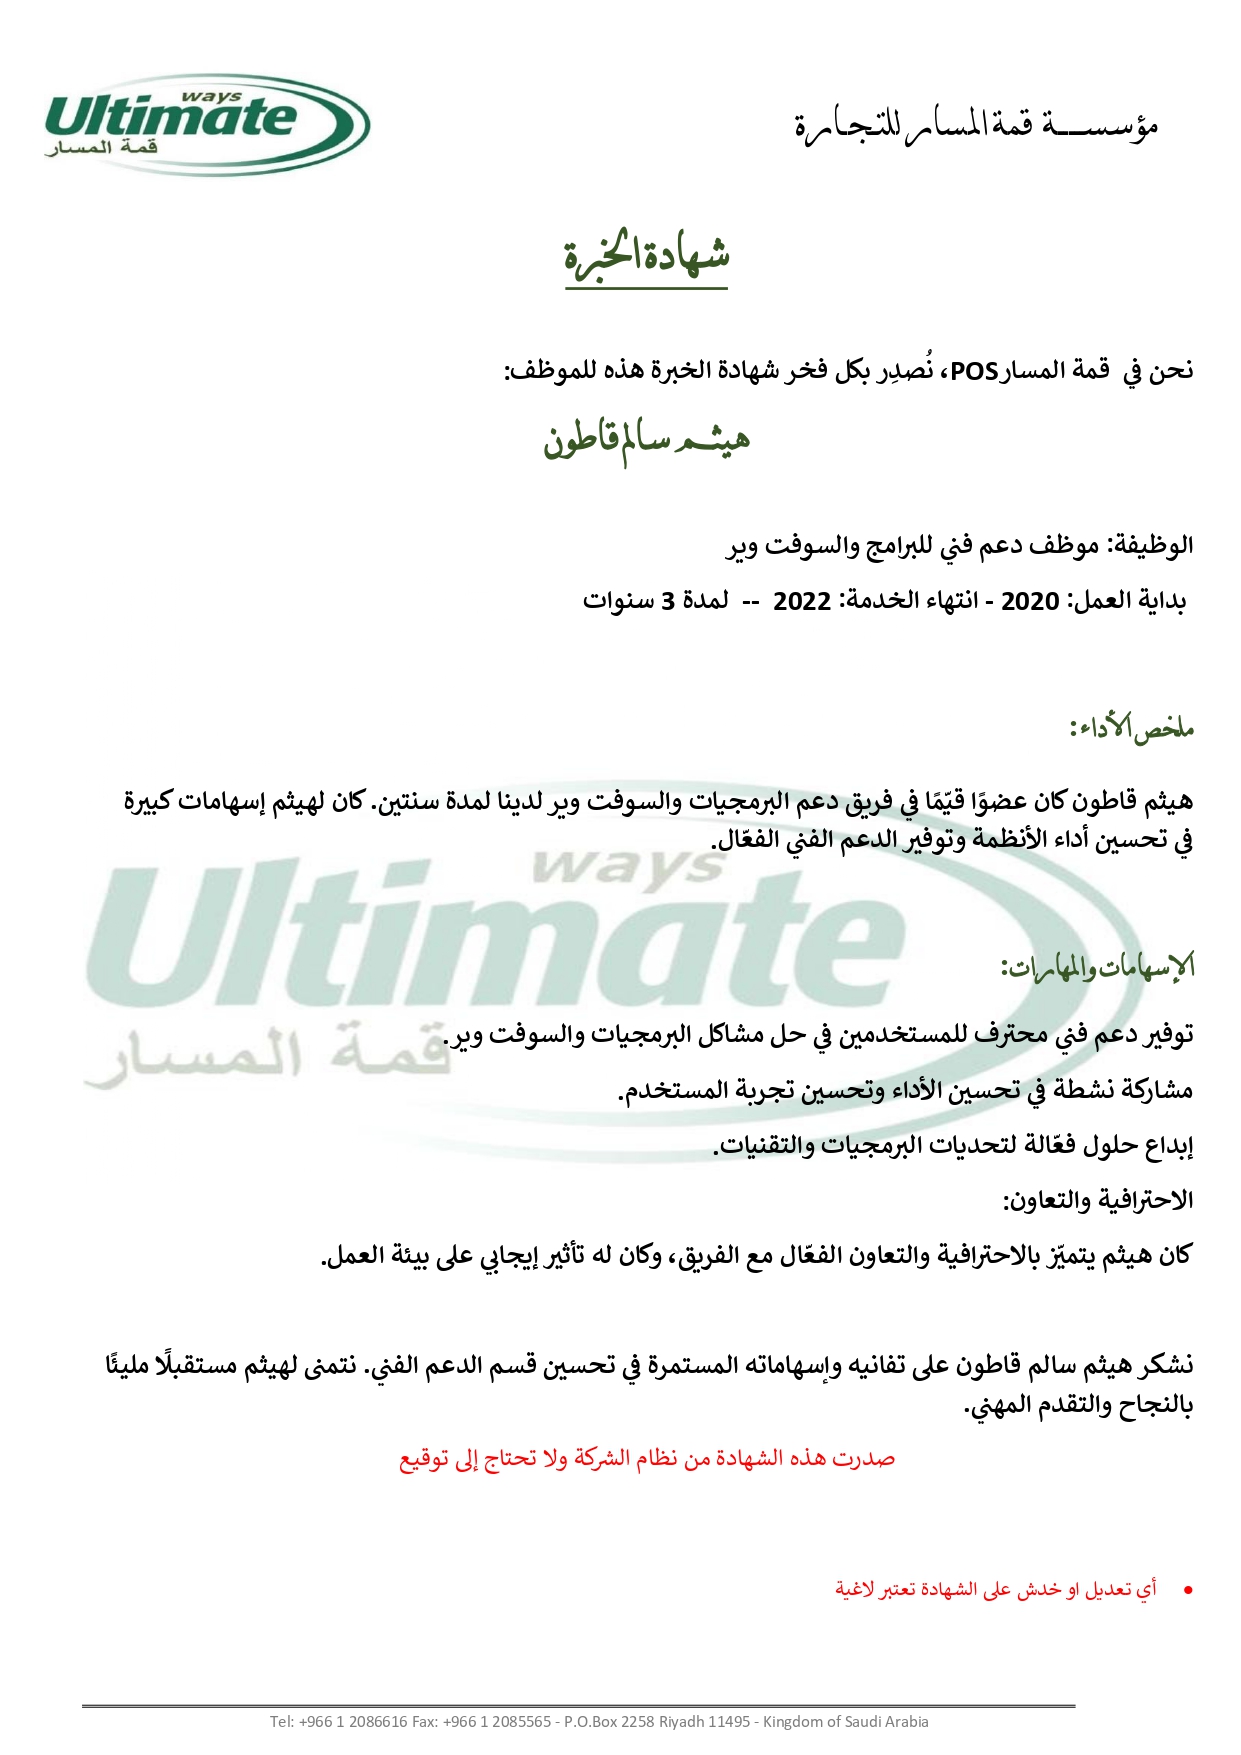 ways
Ultimate
قمة المسار
مؤسسة قمة المسار للتجارة
شهادة الخبرة
نحن في قمة المسارPOS، نُصدِر بكل فخر شهادة الخبرة هذه للموظف:
هيثم سالم قاطون
الوظيفة: موظف دعم فني للبرامج والسوفت وير
بداية العمل: 2020 - انتهاء الخدمة: 2022 -- لمدة 3 سنوات
ملخص الأداء:
هيثم قاطون كان عضوًا قيّمًا في فريق دعم البرمجيات والسوفت وير لدينا لمدة سنتين. كان لهيثم إسهامات كبيرة
في تحسين أداء الأنظمة وتوفير الدعم الفني الفعّال.
ways
Ultimate
قمة المسار
الإسهامات والمهارات:
توفير دعم فني محترف للمستخدمين في حل مشاكل البرمجيات والسوفت وير.
مشاركة نشطة في تحسين الأداء وتحسين تجربة المستخدم.
إبداع حلول فعّالة لتحديات البرمجيات والتقنيات.
الاحترافية والتعاون:
كان هيثم يتميّز بالاحترافية والتعاون الفعّال مع الفريق، وكان له تأثير إيجابي على بيئة العمل.
نشكر هيثم سالم قاطون على تفانيه وإسهاماته المستمرة في تحسين قسم الدعم الفني. نتمنى لهيثم مستقبلًا مليئًا
بالنجاح والتقدم المهني.
صدرت هذه الشهادة من نظام الشركة ولا تحتاج إلى توقيع
• أي تعديل او خدش على الشهادة تعتبر لاغية
Tel: +966 1 2086616 Fax: +966 1 2085565 - P.O.Box 2258 Riyadh 11495 - Kingdom of Saudi Arabia